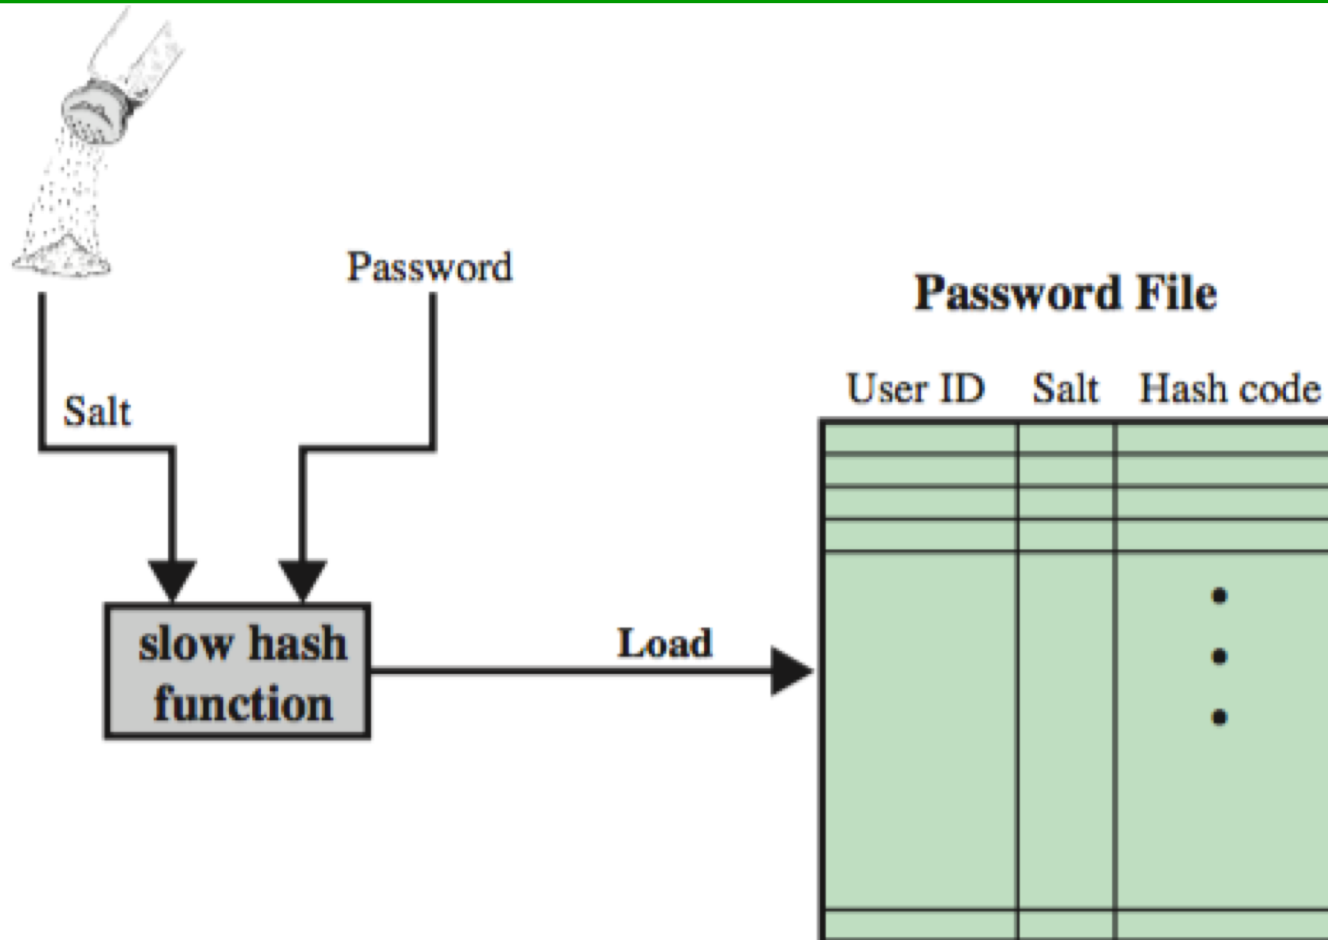 Password
Password File
User ID Salt Hash code
Salt
slow hash
function
Load